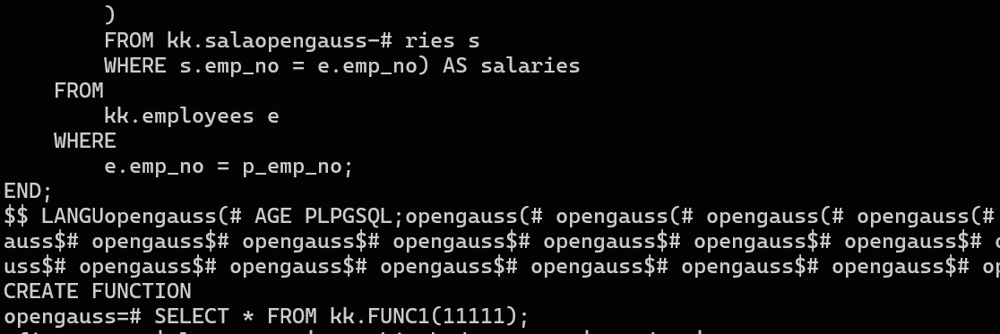 )
FROM kk.salaopengauss-# ries s
WHERE s.emp_no = e.emp_no) AS salaries
FROM
kk.employees e
WHERE
e.emp_no = p_emp_no;
END;
$$ LANGUopengauss(# AGE PLPGSQL;opengauss(# opengauss(# opengauss(# opengauss(#
auss$# opengauss$# opengauss$# opengauss$# opengauss$# opengauss$# opengauss$# opengauss$#
uss$# opengauss$# opengauss$# opengauss$# opengauss$# opengauss$# opengauss$# op
CREATE FUNCTION
opengauss=# SELECT * FROM kk.FUNC1(11111);